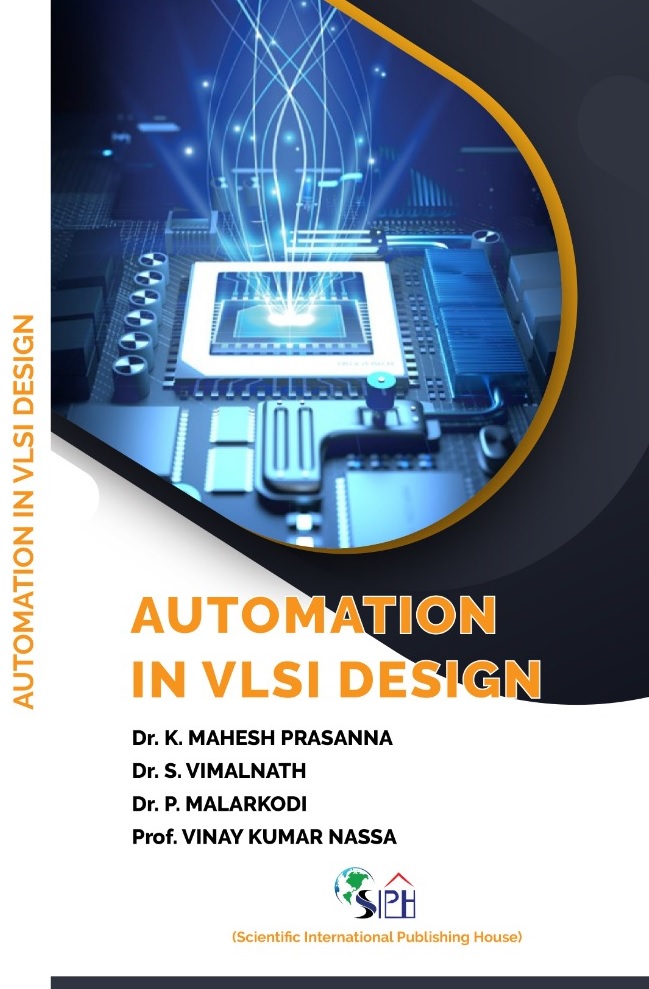 AUTOMATION IN VLSI DESIGN
AUTOMATION
IN VLSI DESIGN
Dr. K. MAHESH PRASANNA
Dr. S. VIMALNATH
Dr. P. MALARKODI
Prof. VINAY KUMAR NASSA
SIPH
(Scientific International Publishing House)